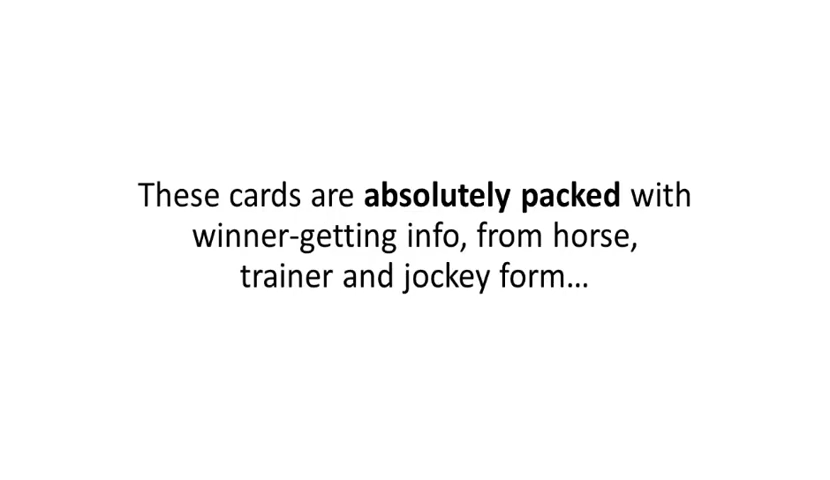 These cards are absolutely packed with
winner-getting info, from horse,
trainer and jockey form...